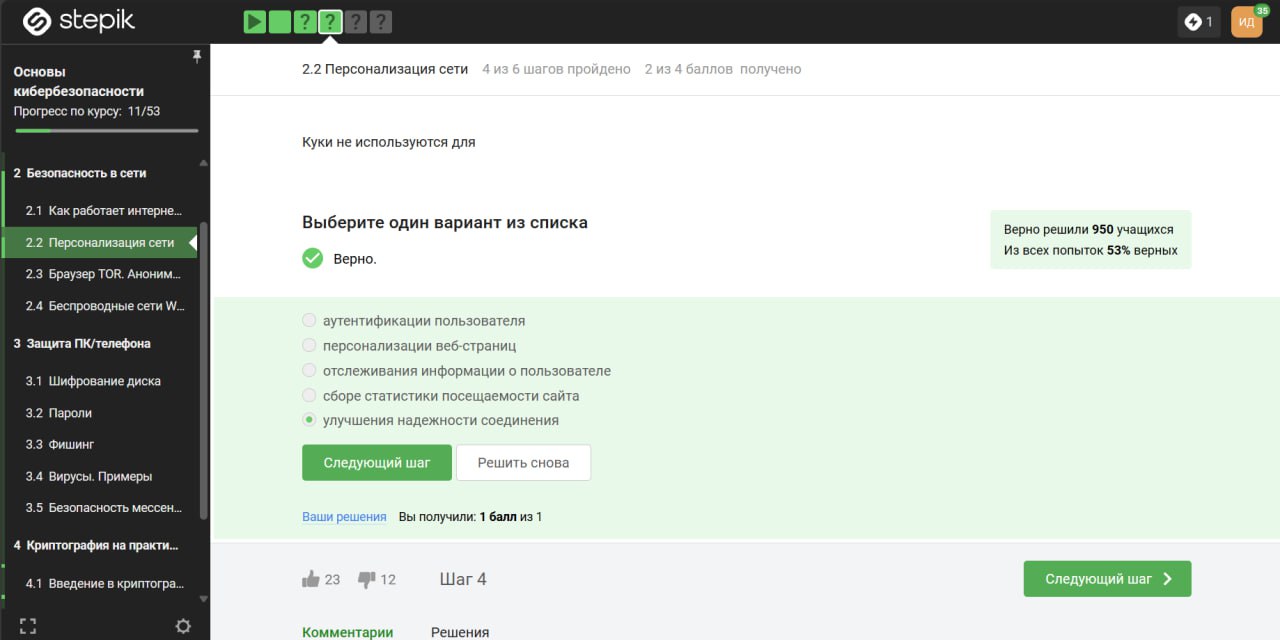 stepik
1
ИД
35
Основы
кибербезопасности
Прогресс по курсу: 11/53
2 Безопасность в сети
2.1 Как работает интерне...
2.2 Персонализация сети
2.3 Браузер TOR. Аноним...
2.4 Беспроводные сети W...
3 Защита ПК/телефона
3.1 Шифрование диска
3.2 Пароли
3.3 Фишинг
3.4 Вирусы. Примеры
3.5 Безопасность мессен...
4 Криптография на практи...
4.1 Введение в криптогра...
2.2 Персонализация сети 4 из 6 шагов пройдено 2 из 4 баллов получено
Куки не используются для
Выберите один вариант из списка
Верно.
Верно решили 950 учащихся
Из всех попыток 53% верных
аутентификации пользователя
персонализации веб-страниц
отслеживания информации о пользователе
сборе статистики посещаемости сайта
улучшения надежности соединения
Следующий шаг Решить снова
Ваши решения Вы получили: 1 балл из 1
23 12 Шаг 4 Следующий шаг
Комментарии Решения